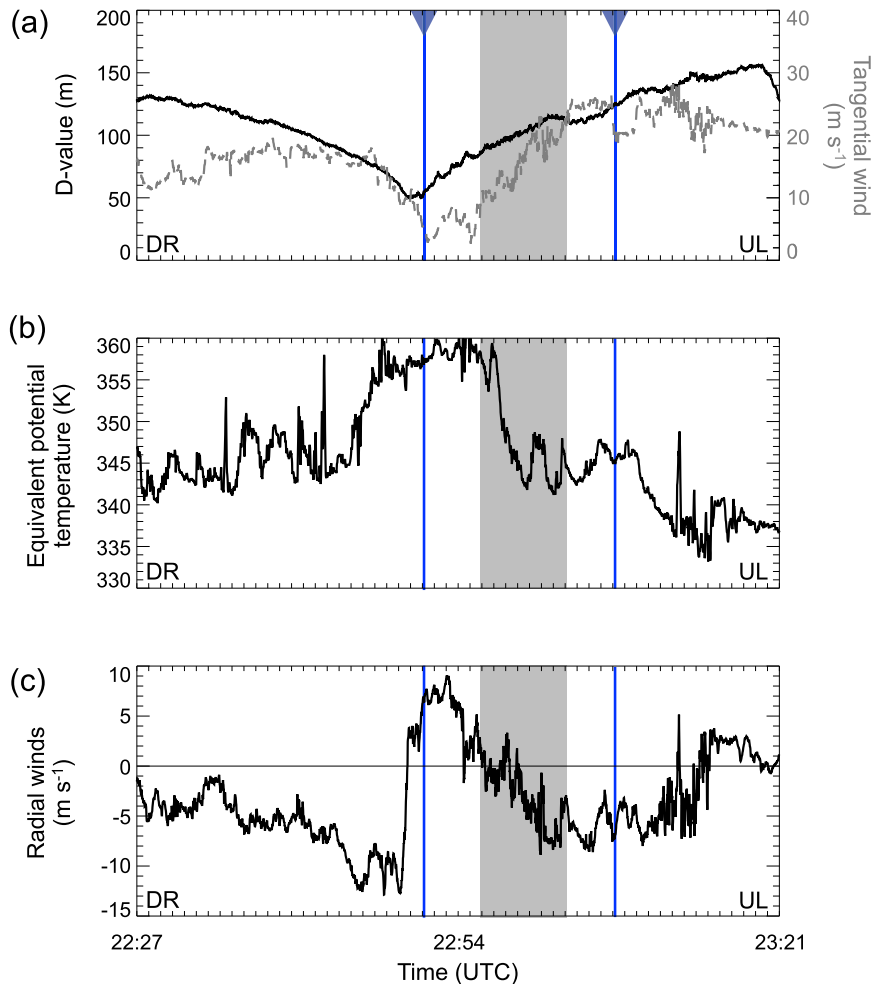 (a)
200
150
100
50
0
D-value (m)
40
30
20
10
0
Tangential wind
(m s⁻¹)
DR
UL
(b)
360
355
350
345
340
335
330
Equivalent potential
temperature (K)
DR
UL
(c)
10
5
0
-5
-10
-15
Radial winds
(m s⁻¹)
DR
UL
22:27
22:54
23:21
Time (UTC)